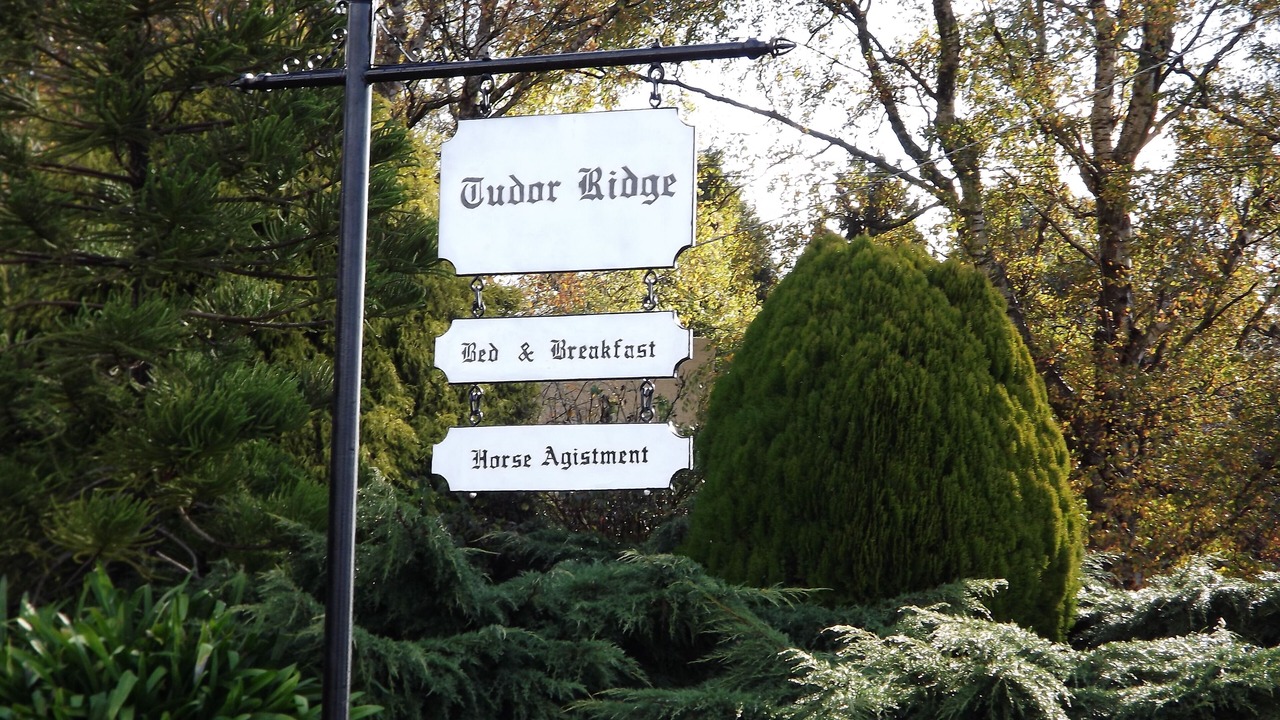 Tudor Ridge
Bed & Breakfast
Horse Agistment